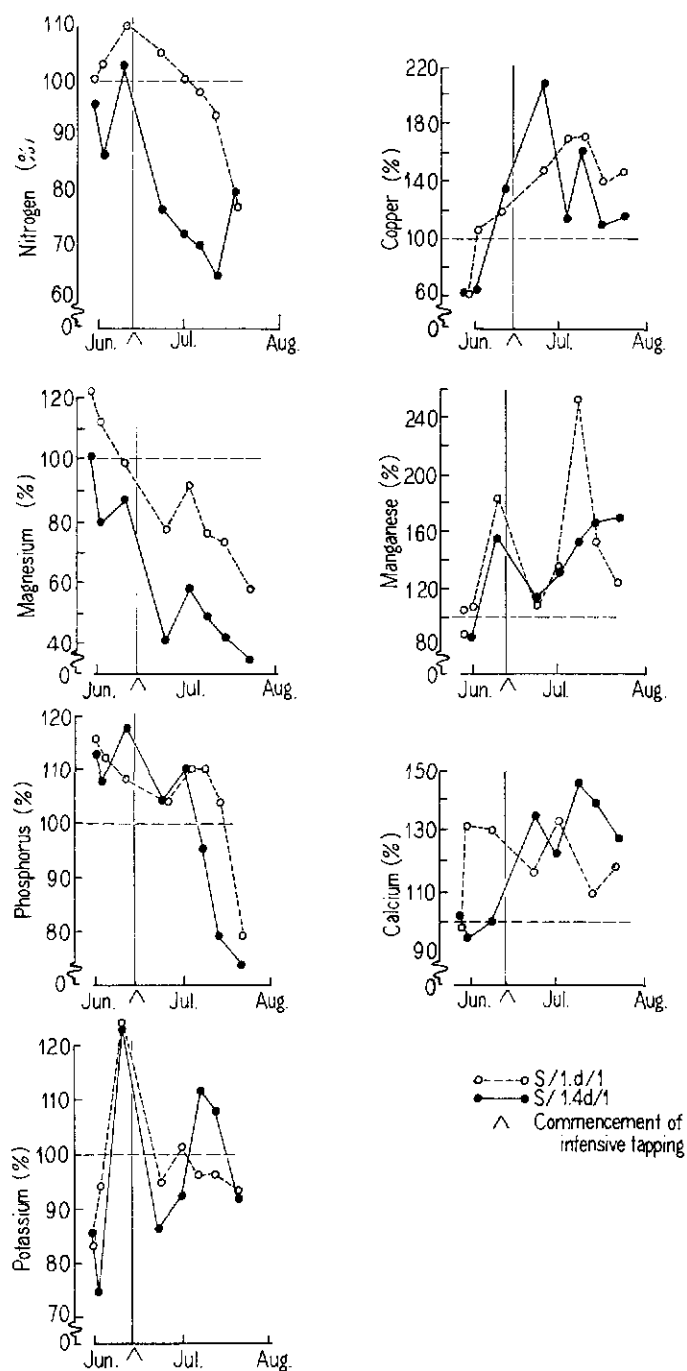 110
100
90
80
70
60
0
Nitrogen (%)
Jun. ^ Jul. Aug.
220
180
140
100
60
0
Copper (%)
Jun. ^ Jul. Aug.
120
100
80
60
40
0
Magnesium (%)
Jun. ^ Jul. Aug.
240
200
160
120
80
0
Manganese (%)
Jun. ^ Jul. Aug.
120
110
100
90
80
0
Phosphorus (%)
Jun. ^ Jul. Aug.
150
130
110
90
0
Calcium (%)
Jun. ^ Jul. Aug.
120
110
100
90
80
70
0
Potassium (%)
Jun. ^ Jul. Aug.
S/1.d/1
S/1.4d/1
^ Commencement of
intensive tapping